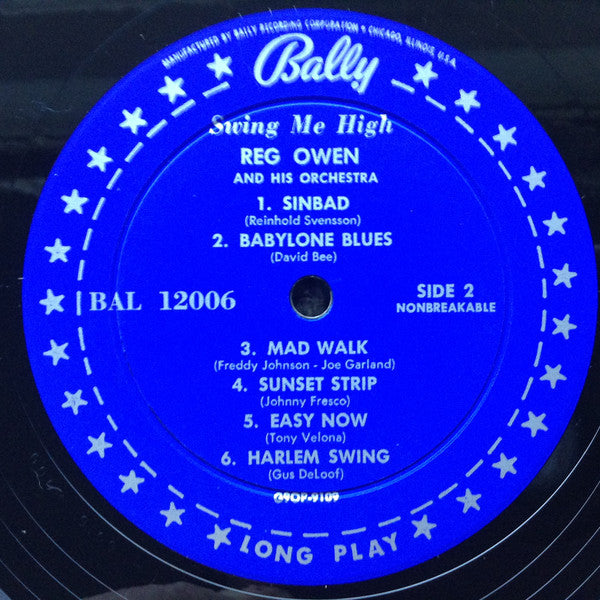 MANUFACTURED BY BALLY RECORDING CORPORATION • CHICAGO, ILLINOIS, U.S.A.
Bally
Swing Me High
REG OWEN
AND HIS ORCHESTRA
1. SINBAD
(Reinhold Svensson)
2. BABYLONE BLUES
(David Bee)
BAL 12006
SIDE 2
NONBREAKABLE
3. MAD WALK
(Freddy Johnson - Joe Garland)
4. SUNSET STRIP
(Johnny Fresco)
5. EASY NOW
(Tony Velona)
6. HARLEM SWING
(Gus DeLoof)
G9OP-9109
LONG PLAY